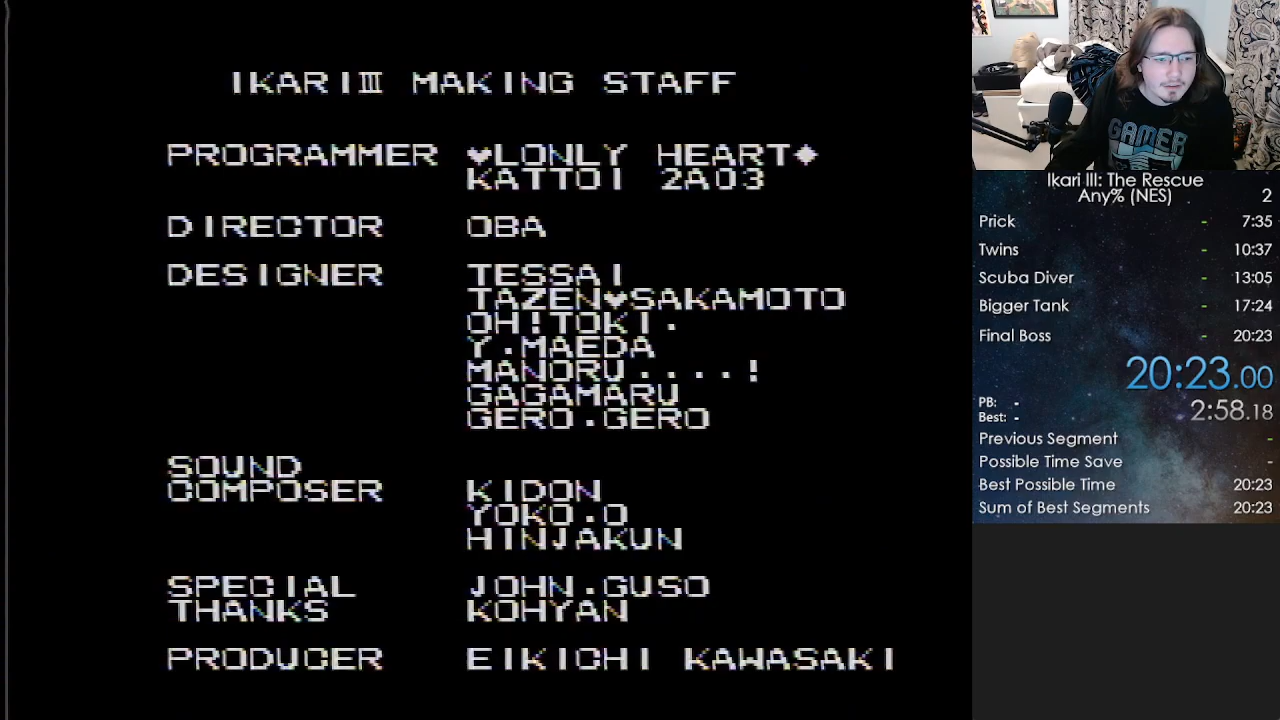 IKARI III MAKING STAFF
PROGRAMMER ♥LONLY HEART◆
KATTOI 2A03
DIRECTOR OBA
DESIGNER TESSAI
TAZEN♥SAKAMOTO
OH!TOKI.
Y.MAEDA
MANORU....!
GAGAMARU
GERO.GERO
SOUND
COMPOSER KIDON
YOKO.O
HINJAKUN
SPECIAL JOHN.GUSO
THANKS KOHYAN
PRODUCER EIKICHI KAWASAKI
GAMER
Ikari III: The Rescue
Any% (NES) 2
Prick - 7:35
Twins - 10:37
Scuba Diver - 13:05
Bigger Tank - 17:24
Final Boss - 20:23
20:23.00
PB: - 2:58.18
Best: -
Previous Segment -
Possible Time Save -
Best Possible Time 20:23
Sum of Best Segments 20:23